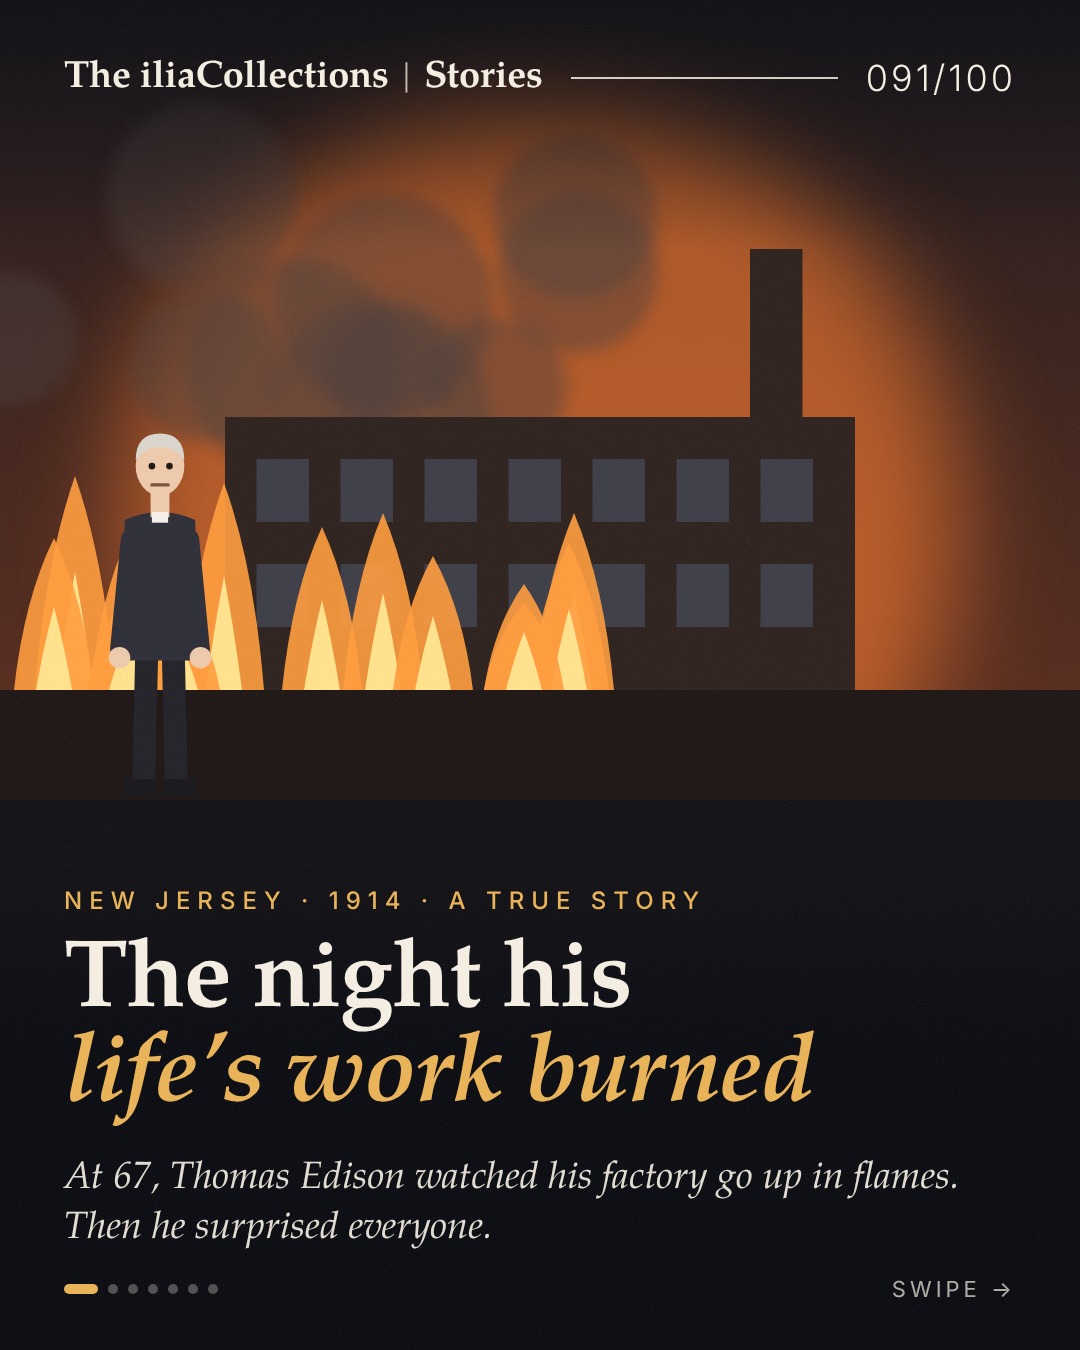 The iliaCollections | Stories 091/100
NEW JERSEY · 1914 · A TRUE STORY
The night his
life’s work burned
At 67, Thomas Edison watched his factory go up in flames.
Then he surprised everyone.
SWIPE →